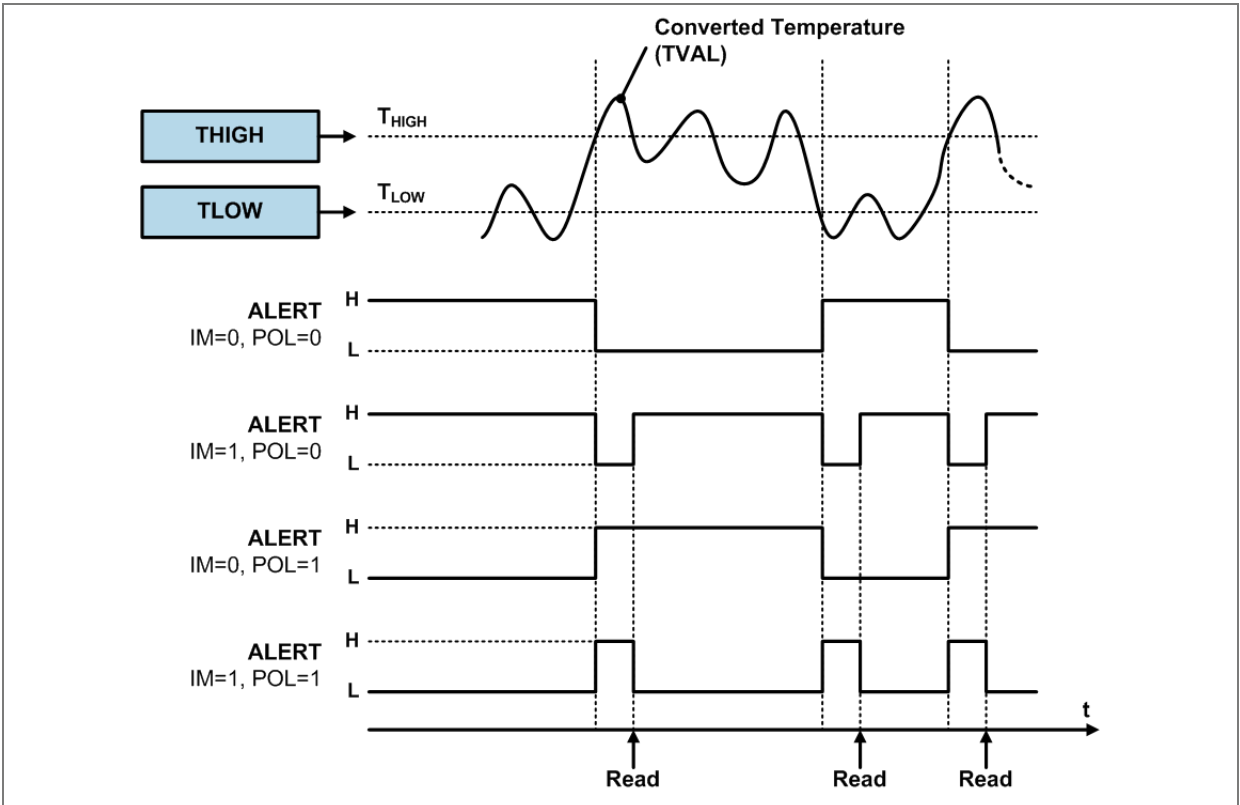 Converted Temperature
(TVAL)
THIGH
THIGH
TLOW
TLOW
ALERT
IM=0, POL=0
H
L
ALERT
IM=1, POL=0
H
L
ALERT
IM=0, POL=1
H
L
ALERT
IM=1, POL=1
H
L
t
Read
Read
Read